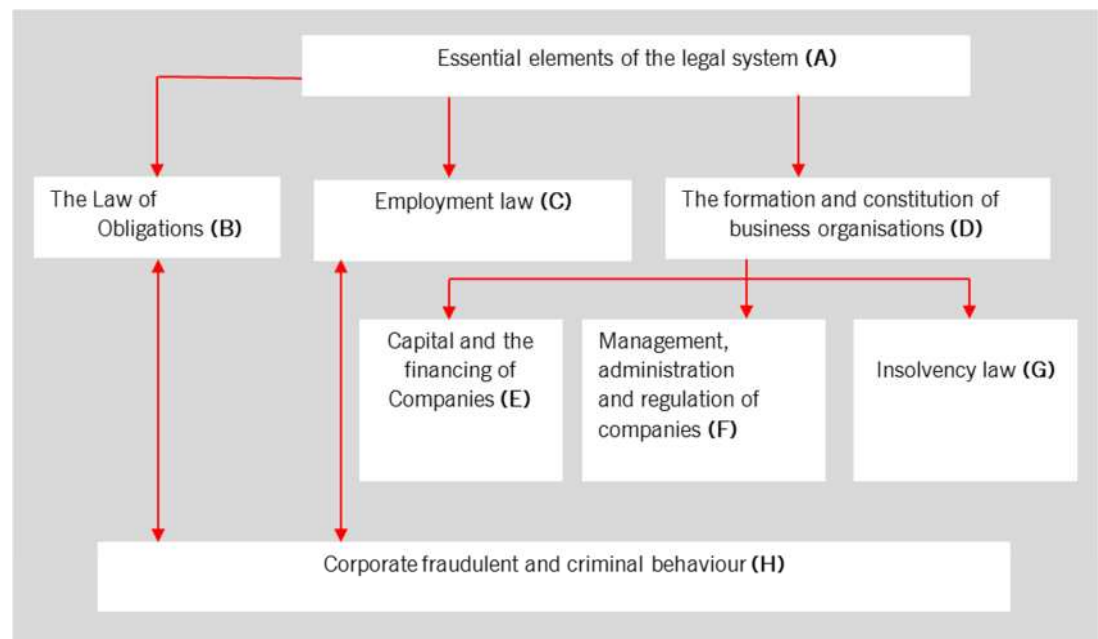 Essential elements of the legal system (A)
The Law of
Obligations (B)
Employment law (C)
The formation and constitution of
business organisations (D)
Capital and the
financing of
Companies (E)
Management,
administration
and regulation of
companies (F)
Insolvency law (G)
Corporate fraudulent and criminal behaviour (H)